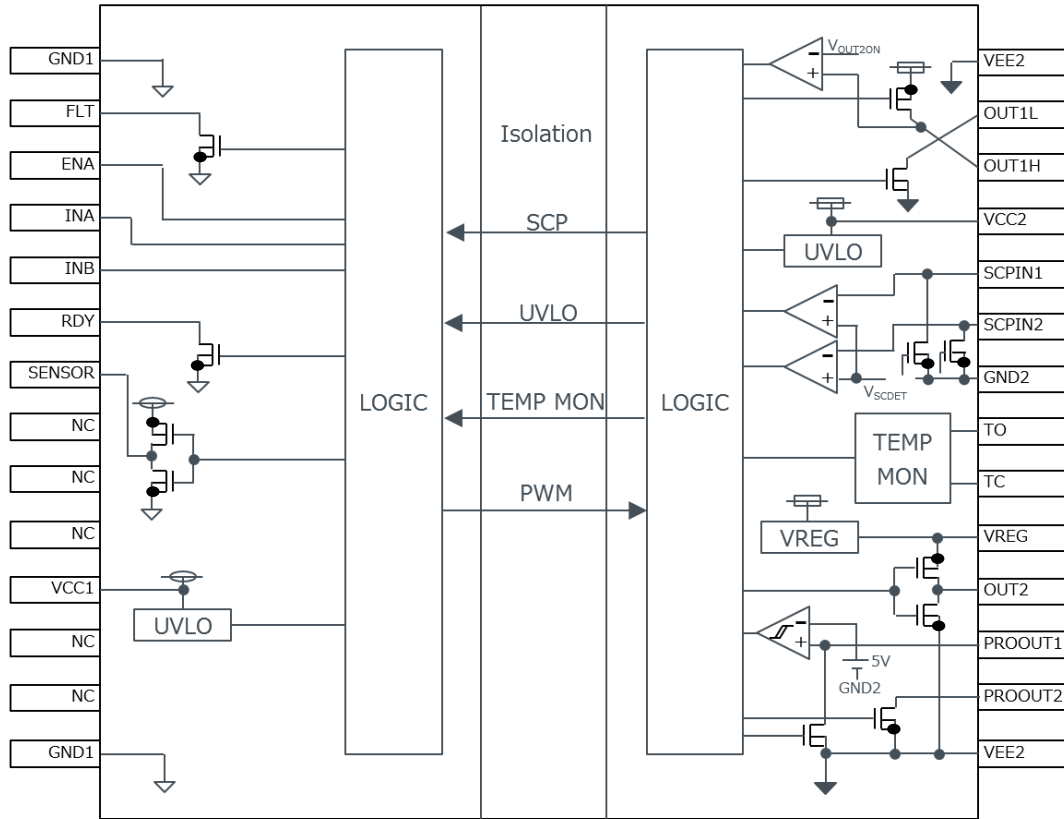 GND1
FLT
ENA
INA
INB
RDY
SENSOR
NC
NC
NC
VCC1
NC
NC
GND1
UVLO
LOGIC
Isolation
SCP
UVLO
TEMP MON
PWM
LOGIC
VOUT2ON
UVLO
VSCDET
TEMP
MON
VREG
5V
GND2
VEE2
OUT1L
OUT1H
VCC2
SCPIN1
SCPIN2
GND2
TO
TC
VREG
OUT2
PROOUT1
PROOUT2
VEE2